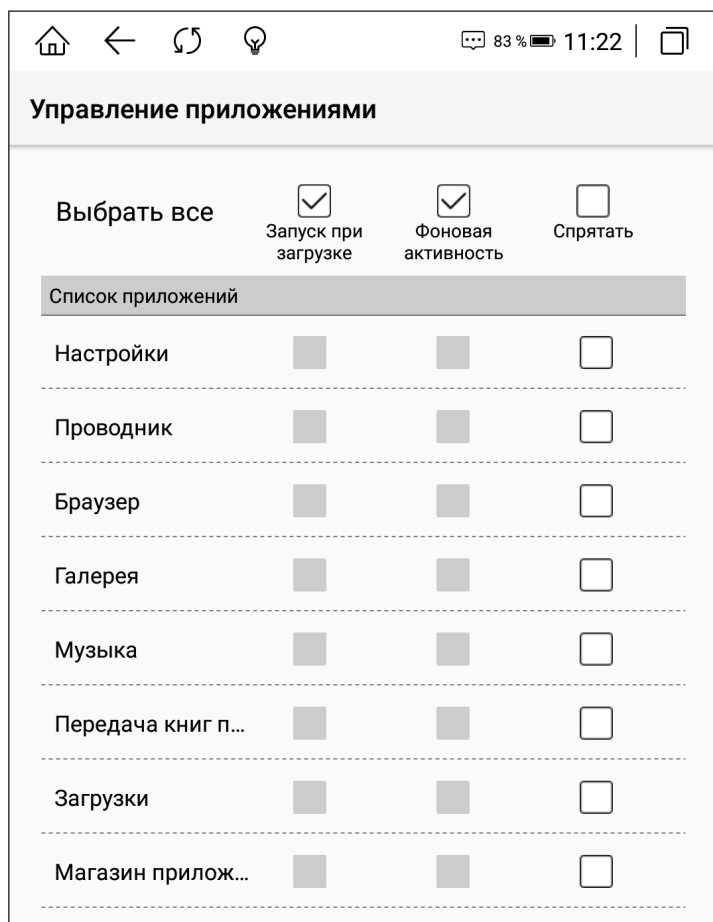 83 % 11:22
Управление приложениями
Выбрать все
Запуск при
загрузке
Фоновая
активность
Спрятать
Список приложений
Настройки
Проводник
Браузер
Галерея
Музыка
Передача книг п...
Загрузки
Магазин прилож...